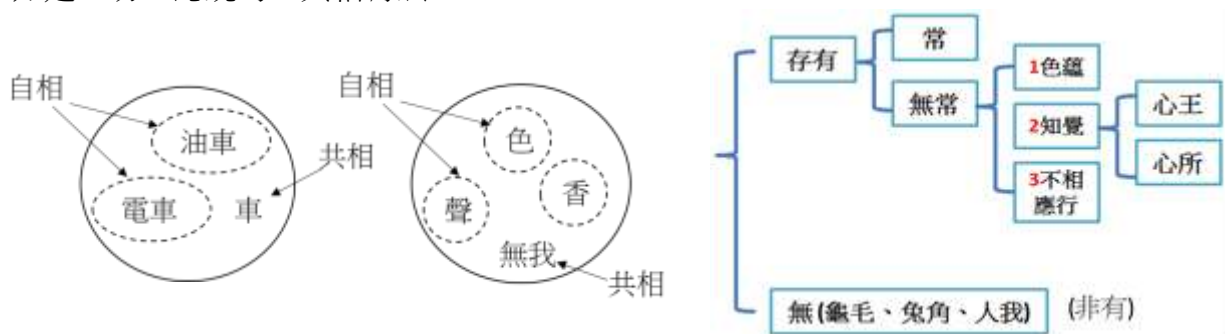 自相
油車
電車
車
共相
自相
色
聲
香
無我
共相
存有
常
無常
1色蘊
2知覺
3不相
應行
心王
心所
無(龜毛、兔角、人我)
(非有)